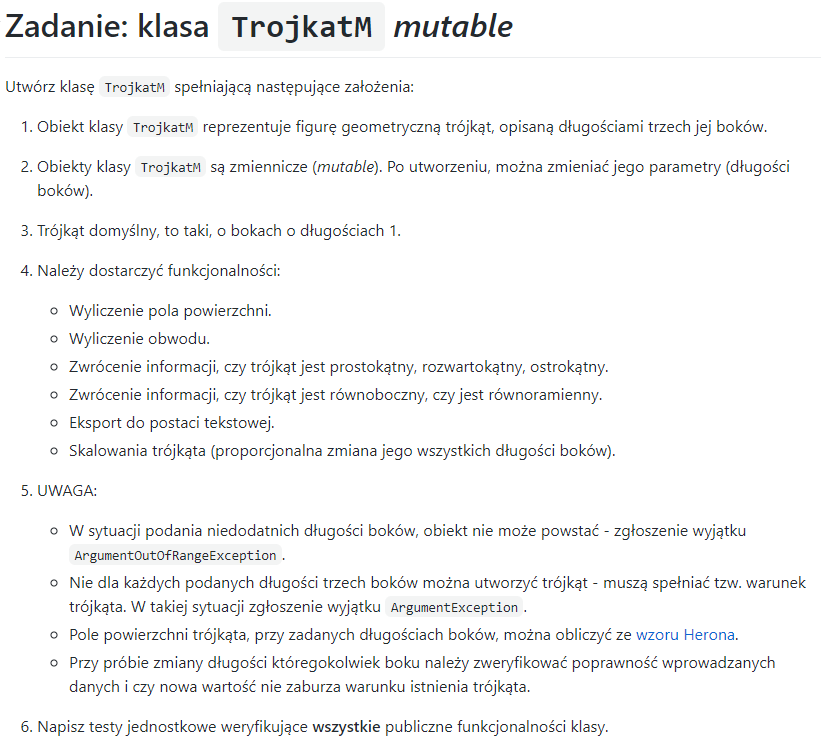 Zadanie: klasa TrojkatM mutable
Utwórz klasę TrojkatM spełniającą następujące założenia:
1. Obiekt klasy TrojkatM reprezentuje figurę geometryczną trójkąt, opisaną długościami trzech jej boków.
2. Obiekty klasy TrojkatM są zmiennicze (mutable). Po utworzeniu, można zmieniać jego parametry (długości
boków).
3. Trójkąt domyślny, to taki, o bokach o długościach 1.
4. Należy dostarczyć funkcjonalności:
○ Wyliczenie pola powierzchni.
○ Wyliczenie obwodu.
○ Zwrócenie informacji, czy trójkąt jest prostokątny, rozwartokątny, ostrokątny.
○ Zwrócenie informacji, czy trójkąt jest równoboczny, czy jest równoramienny.
○ Eksport do postaci tekstowej.
○ Skalowania trójkąta (proporcjonalna zmiana jego wszystkich długości boków).
5. UWAGA:
○ W sytuacji podania niedodatnich długości boków, obiekt nie może powstać - zgłoszenie wyjątku
ArgumentOutOfRangeException.
○ Nie dla każdych podanych długości trzech boków można utworzyć trójkąt - muszą spełniać tzw. warunek
trójkąta. W takiej sytuacji zgłoszenie wyjątku ArgumentException.
○ Pole powierzchni trójkąta, przy zadanych długościach boków, można obliczyć ze wzoru Herona.
○ Przy próbie zmiany długości któregokolwiek boku należy zweryfikować poprawność wprowadzanych
danych i czy nowa wartość nie zaburza warunku istnienia trójkąta.
6. Napisz testy jednostkowe weryfikujące wszystkie publiczne funkcjonalności klasy.